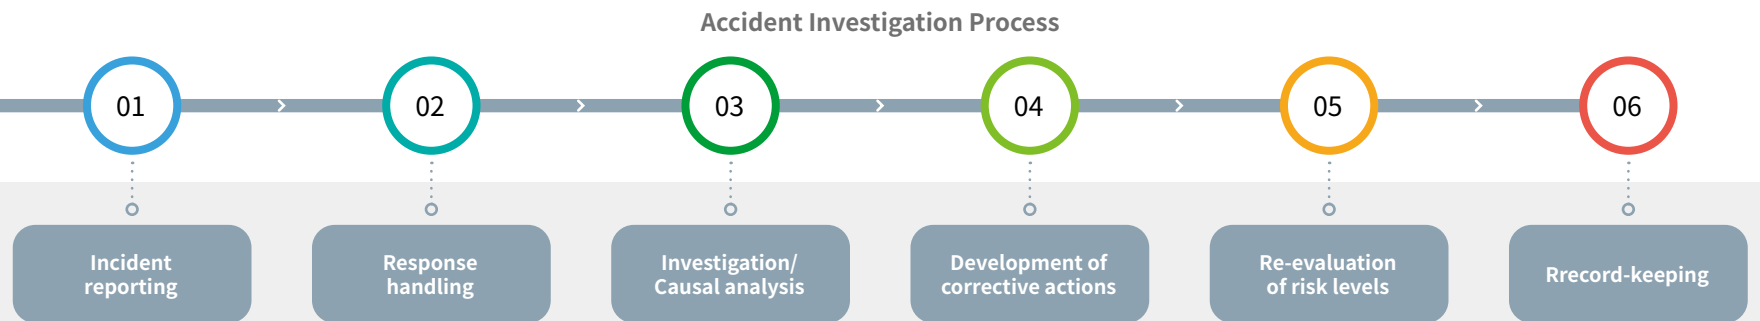 Accident Investigation Process
01
02
03
04
05
06
Incident
reporting
Response
handling
Investigation/
Causal analysis
Development of
corrective actions
Re-evaluation
of risk levels
Rrecord-keeping